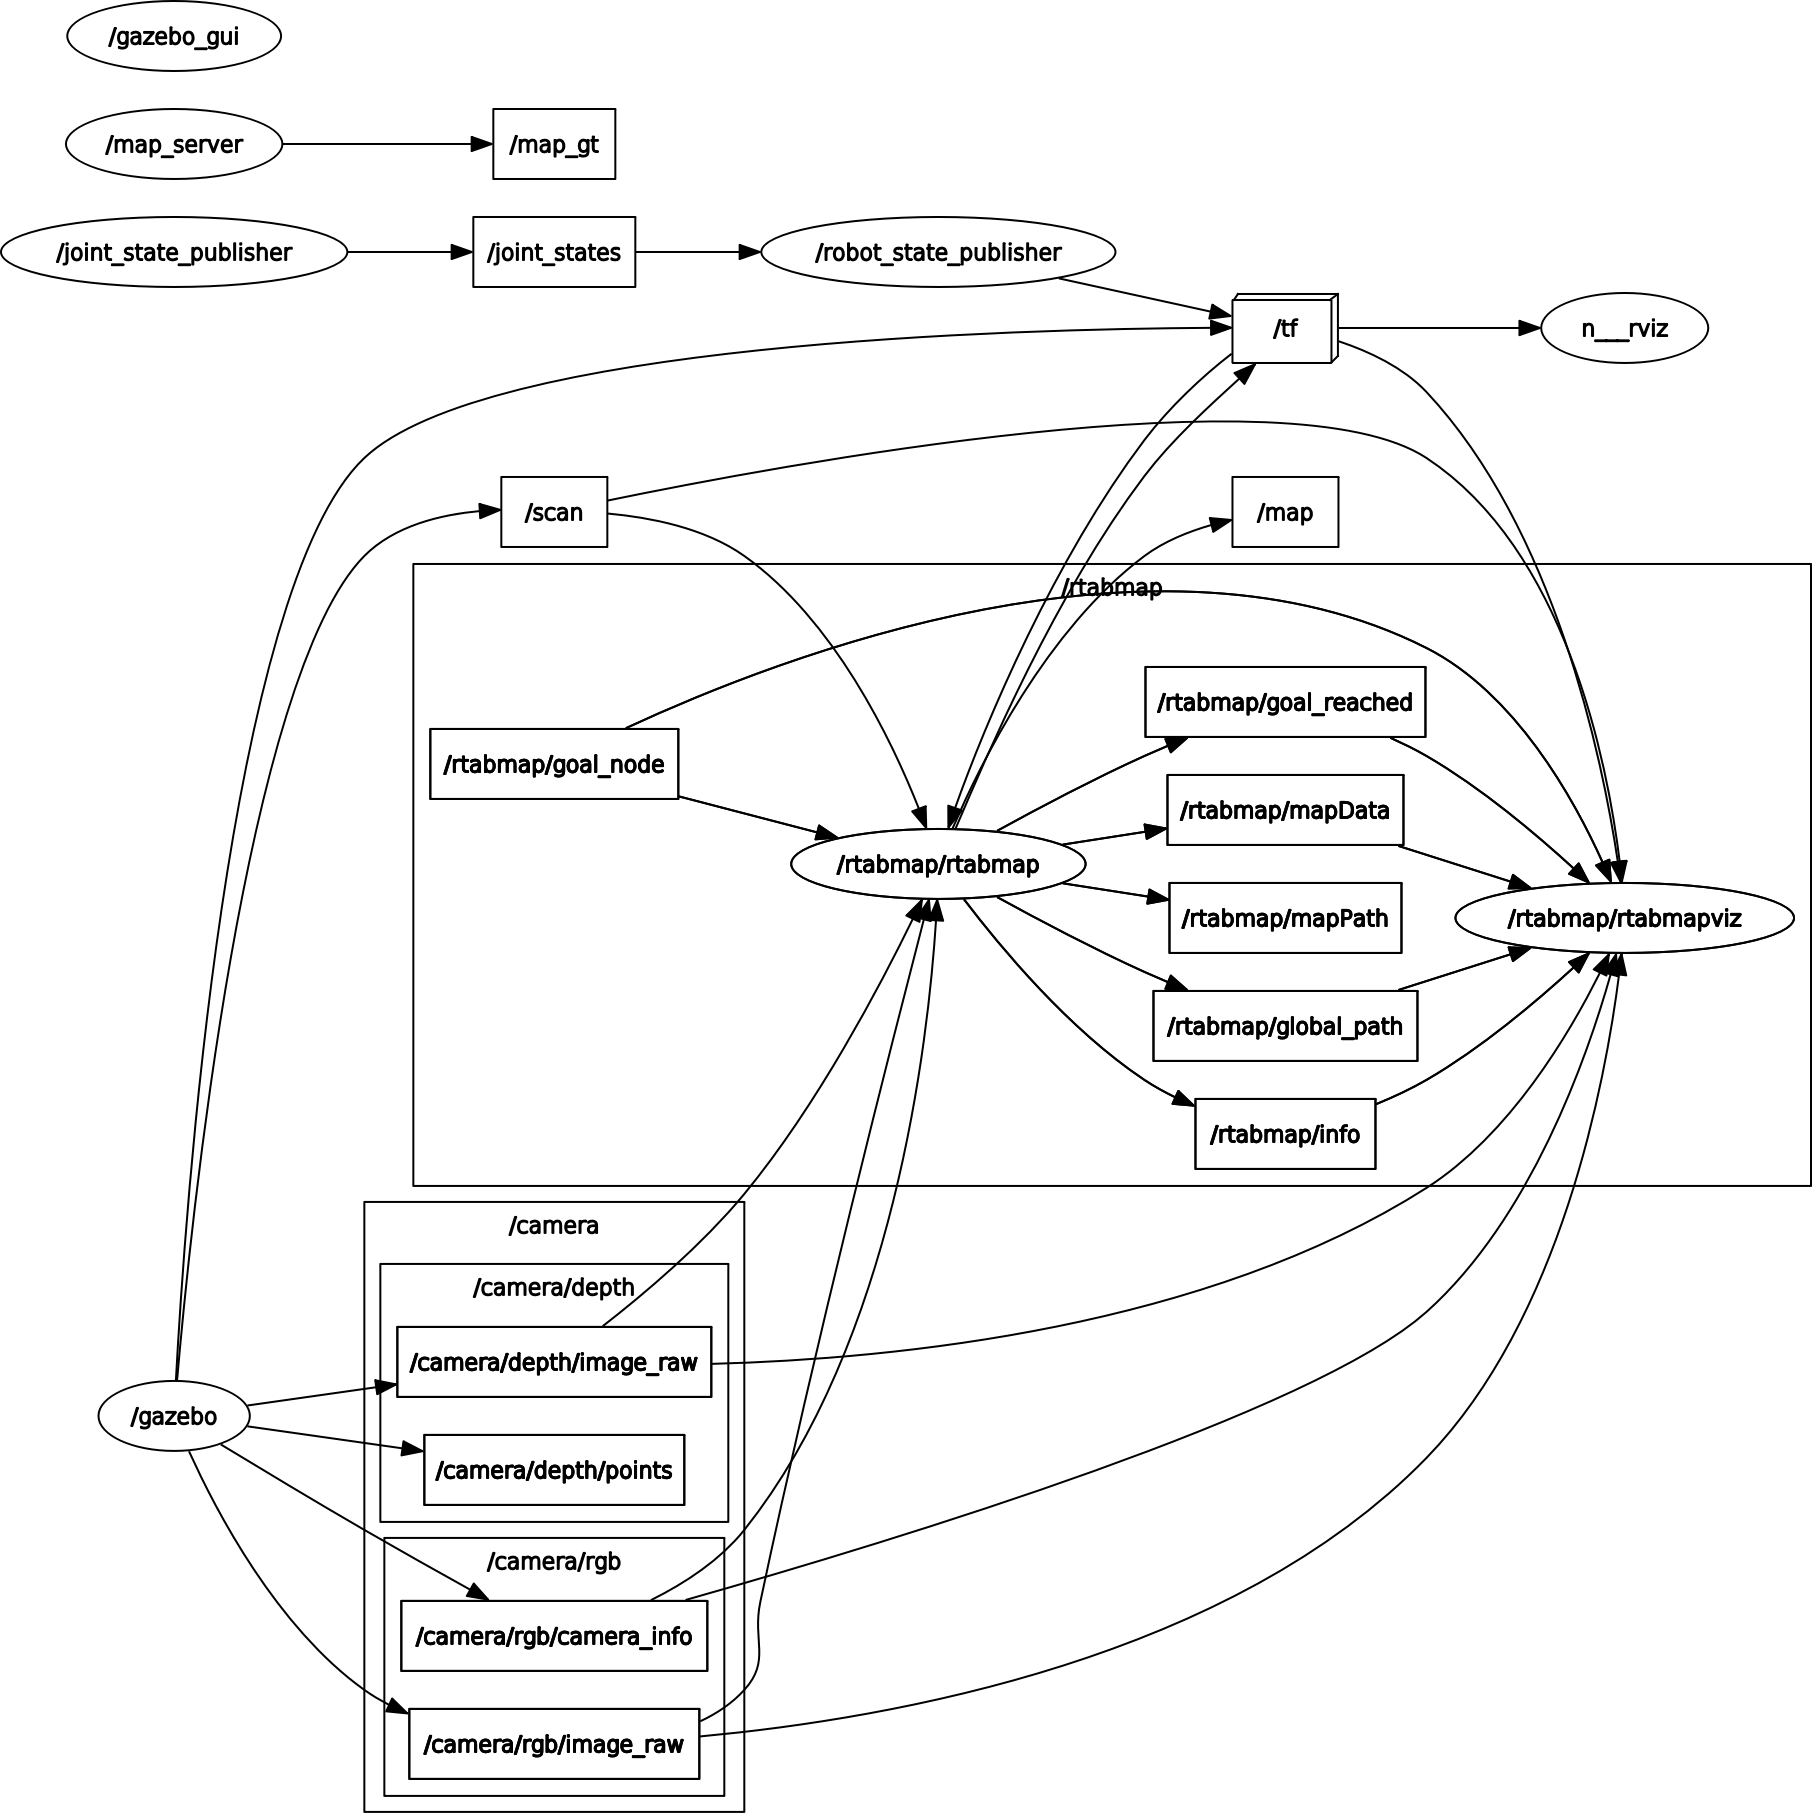 /gazebo_gui
/map_server
/map_gt
/joint_state_publisher
/joint_states
/robot_state_publisher
/tf
n___rviz
/scan
/map
/rtabmap
/rtabmap/goal_reached
/rtabmap/goal_node
/rtabmap/mapData
/rtabmap/rtabmap
/rtabmap/mapPath
/rtabmap/rtabmapviz
/rtabmap/global_path
/rtabmap/info
/camera
/camera/depth
/camera/depth/image_raw
/gazebo
/camera/depth/points
/camera/rgb
/camera/rgb/camera_info
/camera/rgb/image_raw